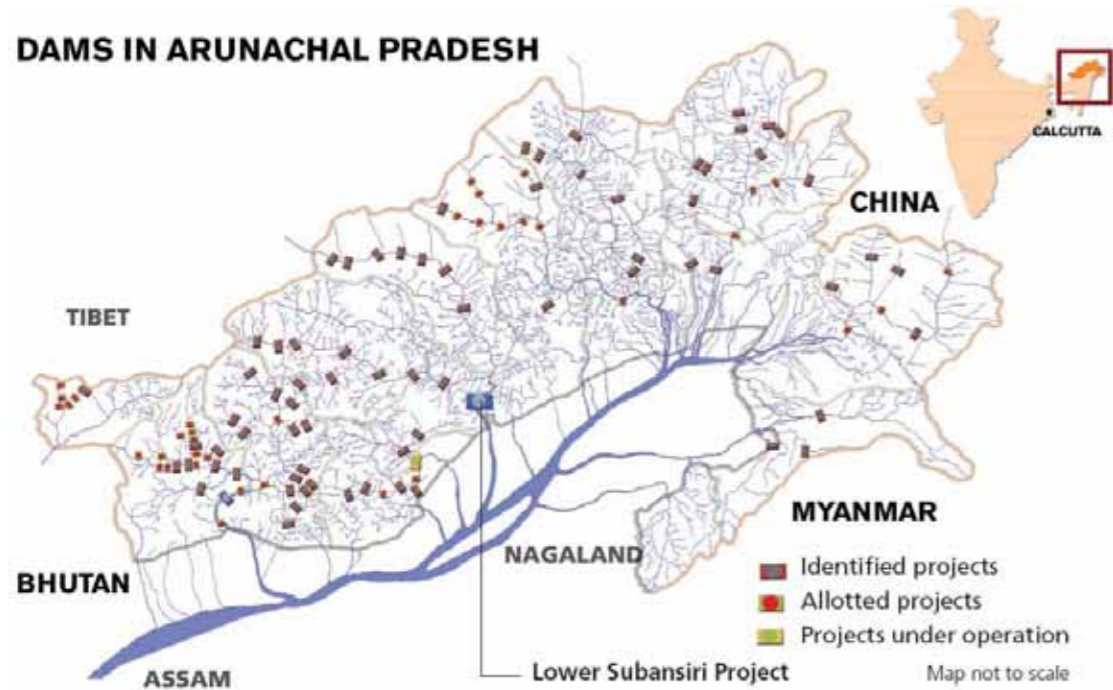 DAMS IN ARUNACHAL PRADESH
CALCUTTA
CHINA
TIBET
MYANMAR
NAGALAND
BHUTAN
ASSAM
Identified projects
Allotted projects
Projects under operation
Lower Subansiri Project
Map not to scale